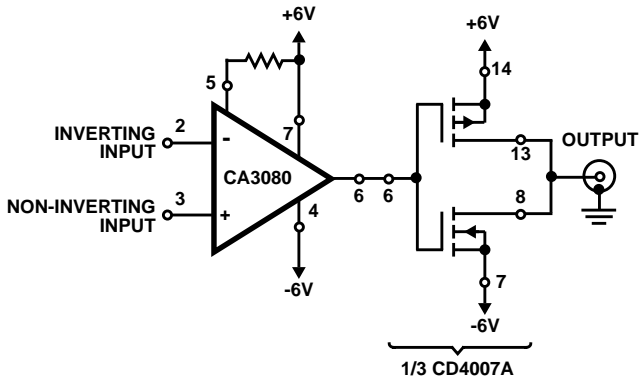 +6V
+6V
5
14
INVERTING
INPUT
2
-
7
OUTPUT
13
CA3080
NON-INVERTING
INPUT
3
+
4
6
6
8
-6V
7
-6V
1/3 CD4007A